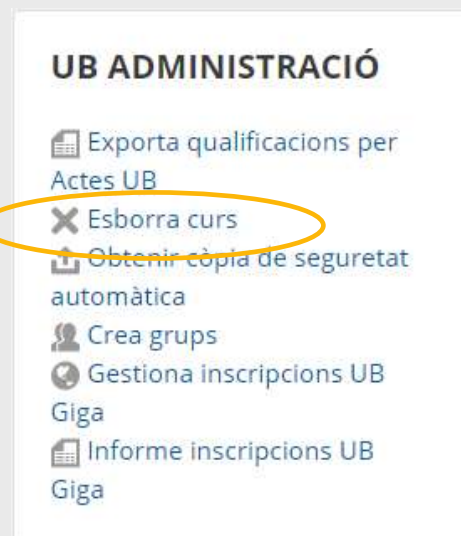 UB ADMINISTRACIÓ
Exporta qualificacions per
Actes UB
Esborra curs
Obtenir còpia de seguretat
automàtica
Crea grups
Gestiona inscripcions UB
Giga
Informe inscripcions UB
Giga